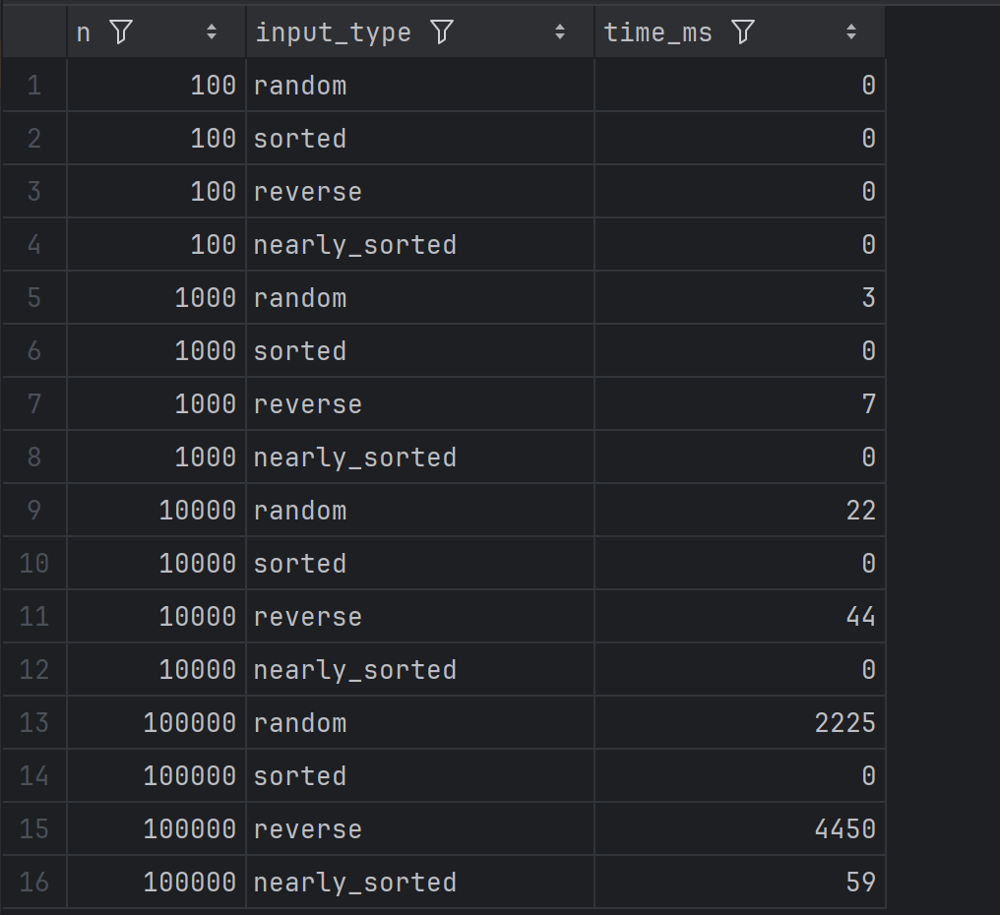 n input_type time_ms
1 100 random 0
2 100 sorted 0
3 100 reverse 0
4 100 nearly_sorted 0
5 1000 random 3
6 1000 sorted 0
7 1000 reverse 7
8 1000 nearly_sorted 0
9 10000 random 22
10 10000 sorted 0
11 10000 reverse 44
12 10000 nearly_sorted 0
13 100000 random 2225
14 100000 sorted 0
15 100000 reverse 4450
16 100000 nearly_sorted 59